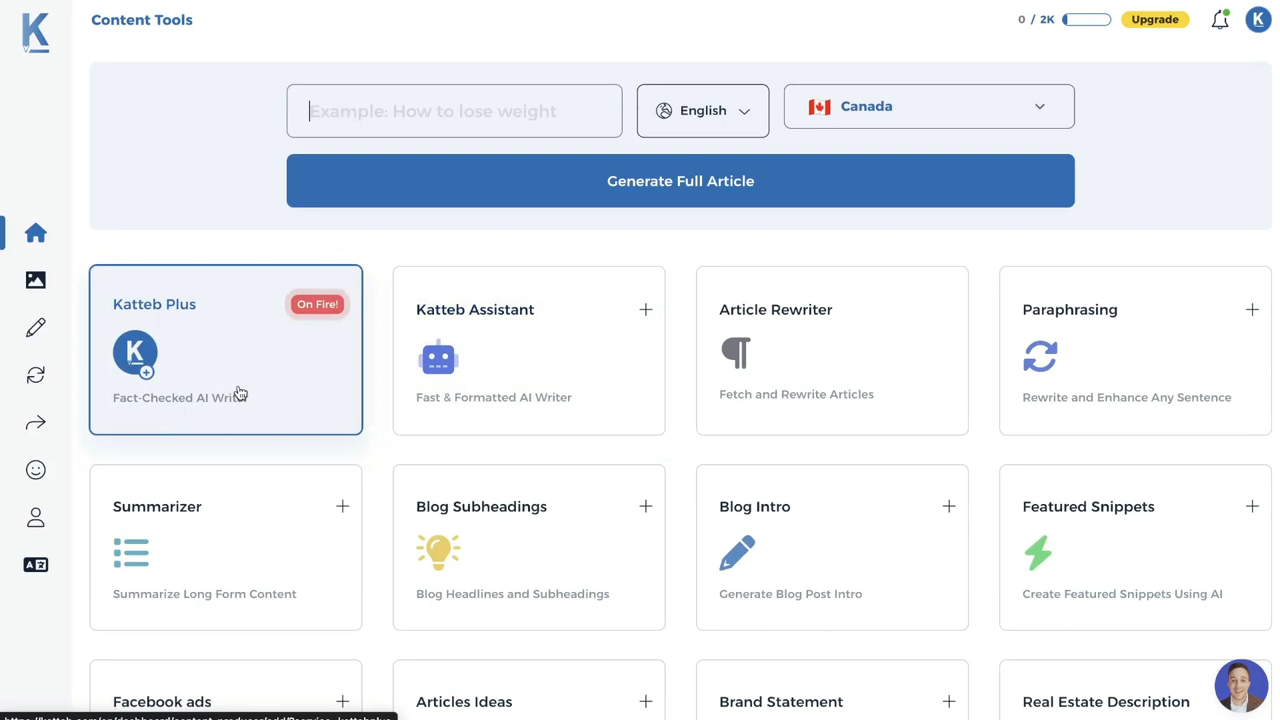 K
Content Tools
0 / 2K
Upgrade
K
Example: How to lose weight
English
Canada
Generate Full Article
Katteb Plus
On Fire!
K
Fact-Checked AI Writer
Katteb Assistant
Fast & Formatted AI Writer
Article Rewriter
Fetch and Rewrite Articles
Paraphrasing
Rewrite and Enhance Any Sentence
Summarizer
Summarize Long Form Content
Blog Subheadings
Blog Headlines and Subheadings
Blog Intro
Generate Blog Post Intro
Featured Snippets
Create Featured Snippets Using AI
Facebook ads
Articles Ideas
Brand Statement
Real Estate Description